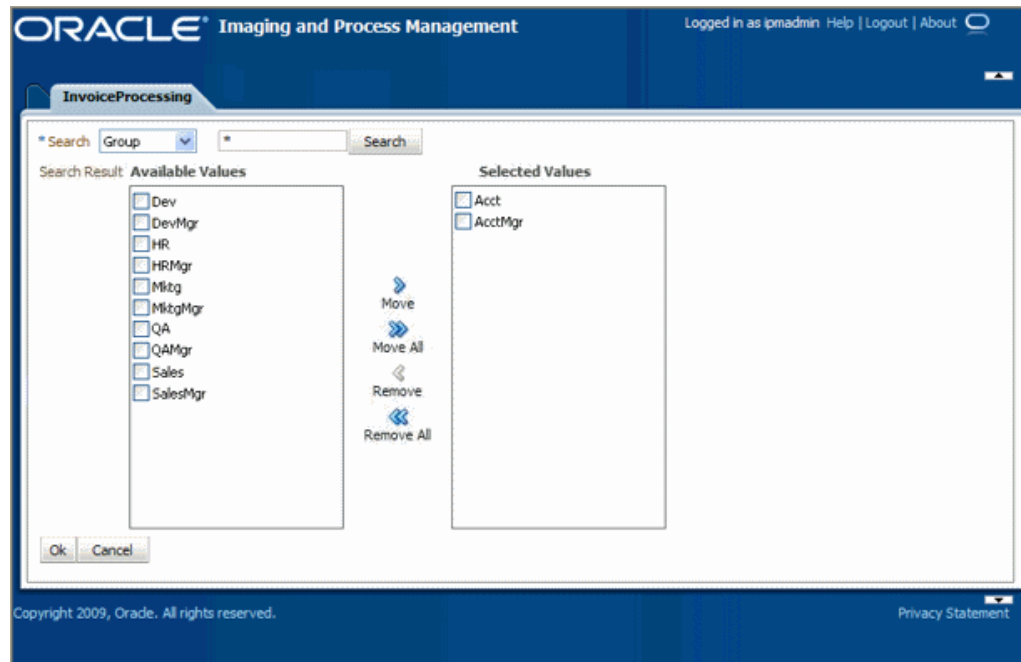 ORACLE® Imaging and Process Management
Logged in as ipmadmin Help | Logout | About
InvoiceProcessing
* Search Group * Search
Search Result Available Values Selected Values
Dev
DevMgr
HR
HRMgr
Mktg
MktgMgr
QA
QAMgr
Sales
SalesMgr
Move
Move All
Remove
Remove All
Acct
AcctMgr
Ok Cancel
Copyright 2009, Oracle. All rights reserved. Privacy Statement